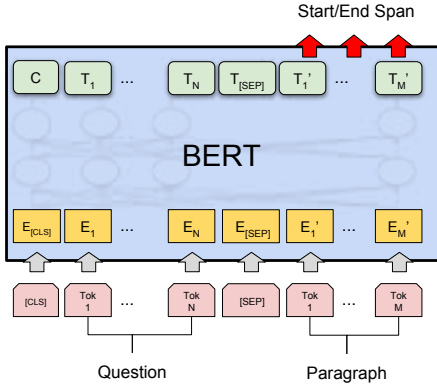 Start/End Span
C T1 ... TN T[SEP] T1' ... TM'
BERT
E[CLS] E1 ... EN E[SEP] E1' ... EM'
[CLS] Tok 1 ... Tok N [SEP] Tok 1 ... Tok M
Question Paragraph